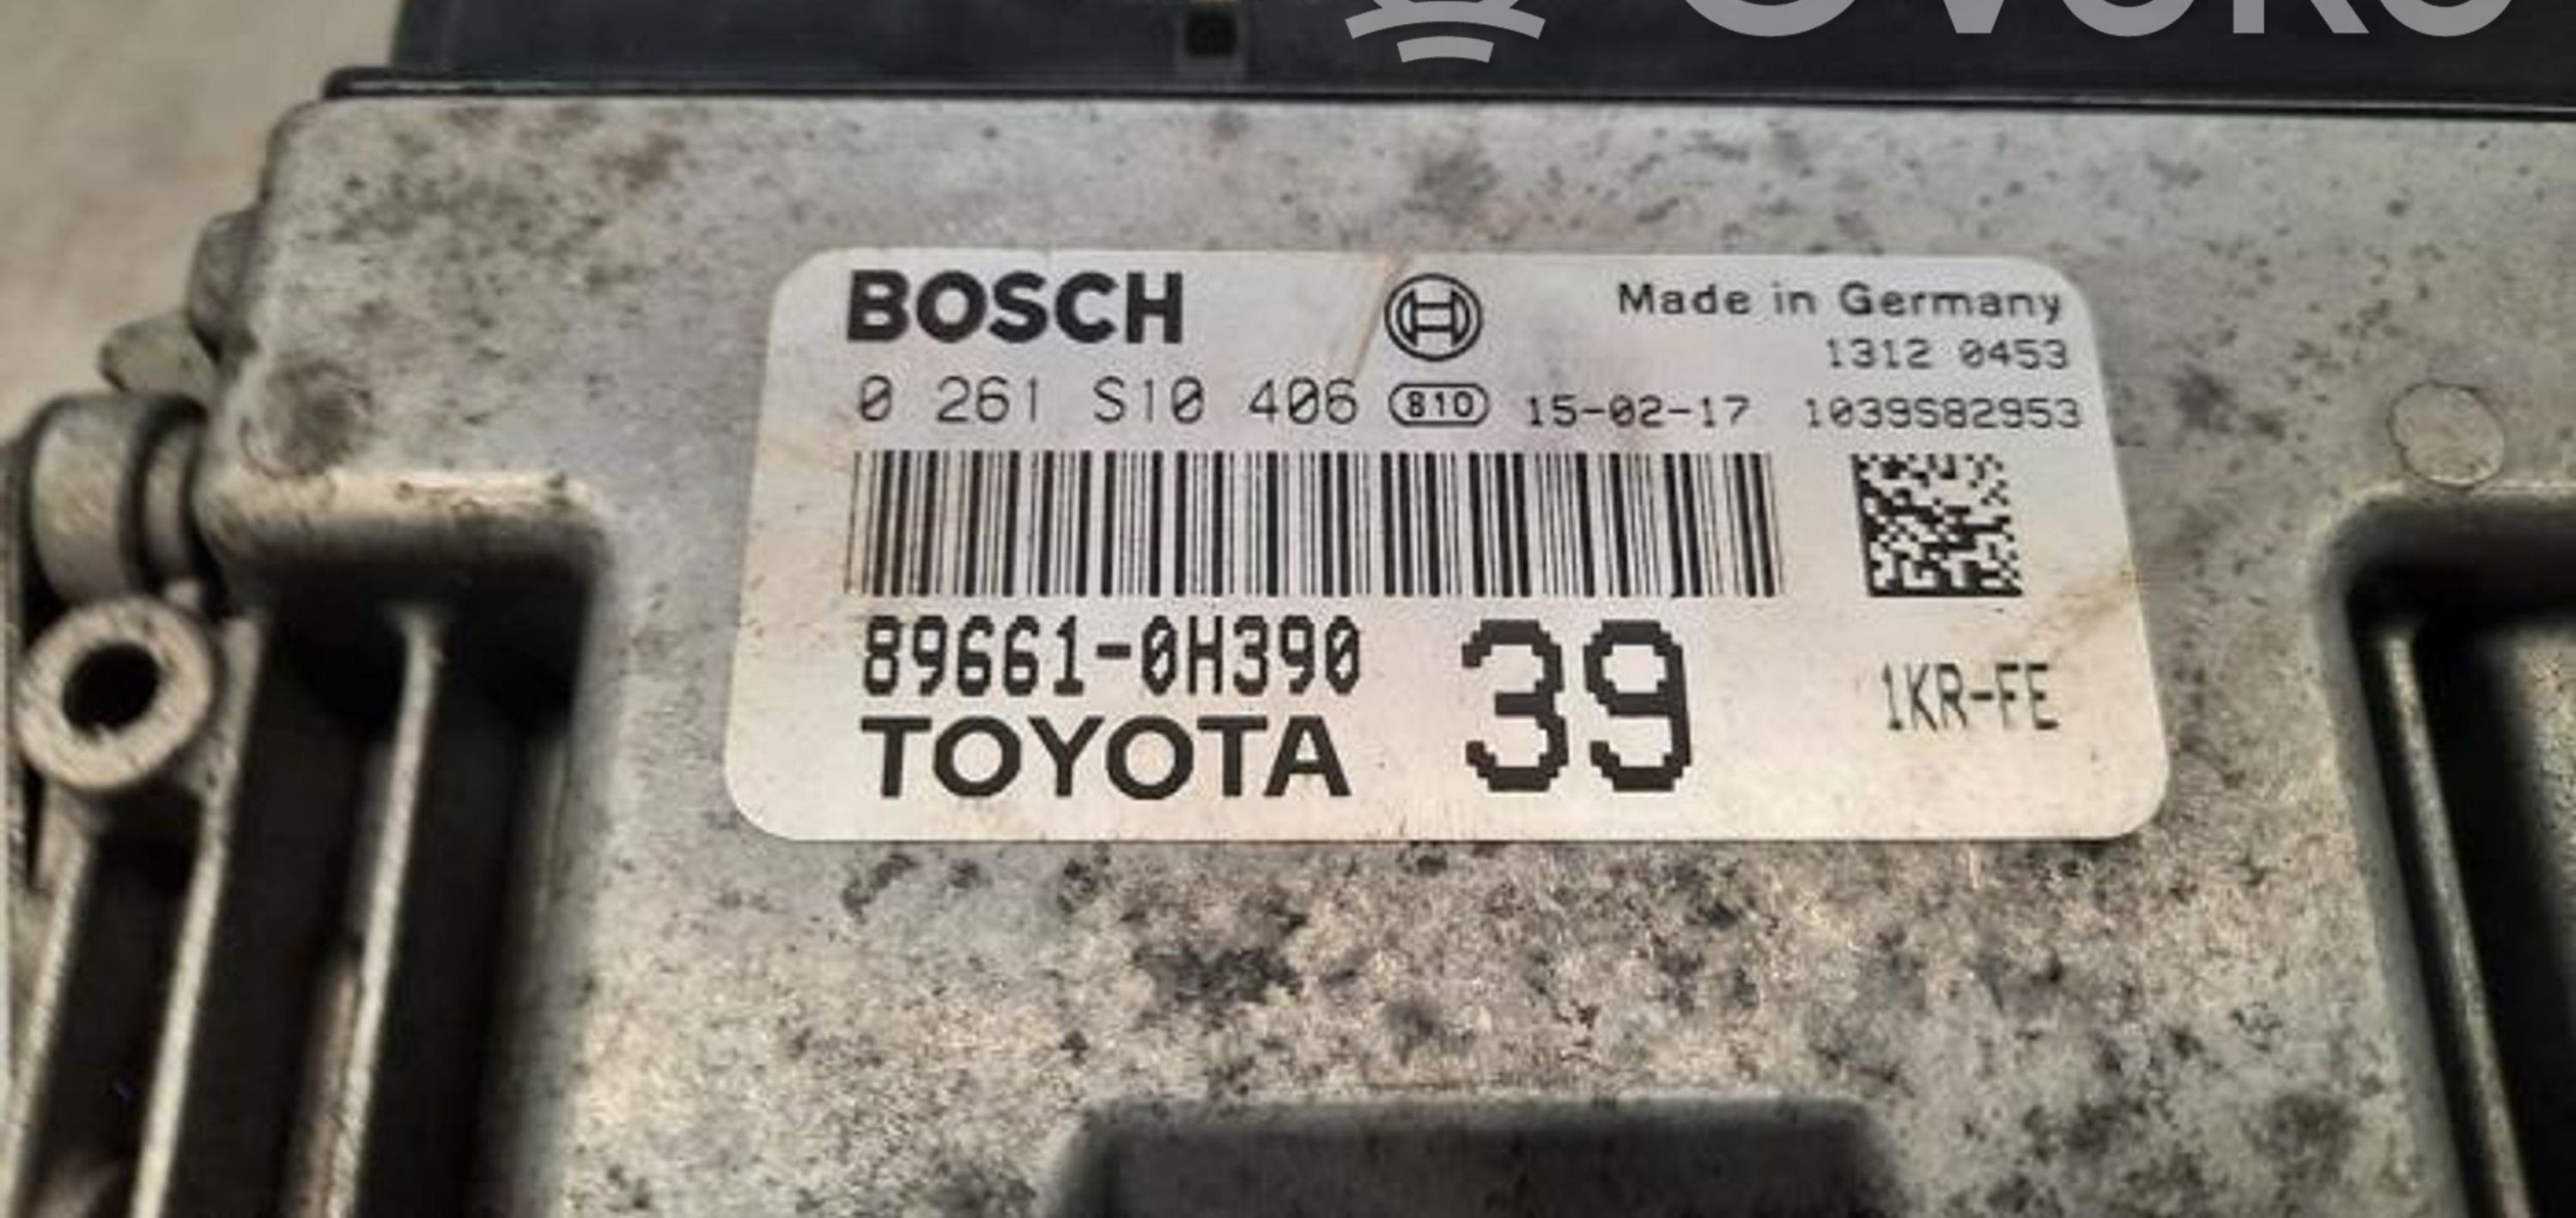 BOSCH
Made in Germany
1312 0453
0 261 S10 406 B10 15-02-17 1039S82953
89661-0H390
39
1KR-FE
TOYOTA